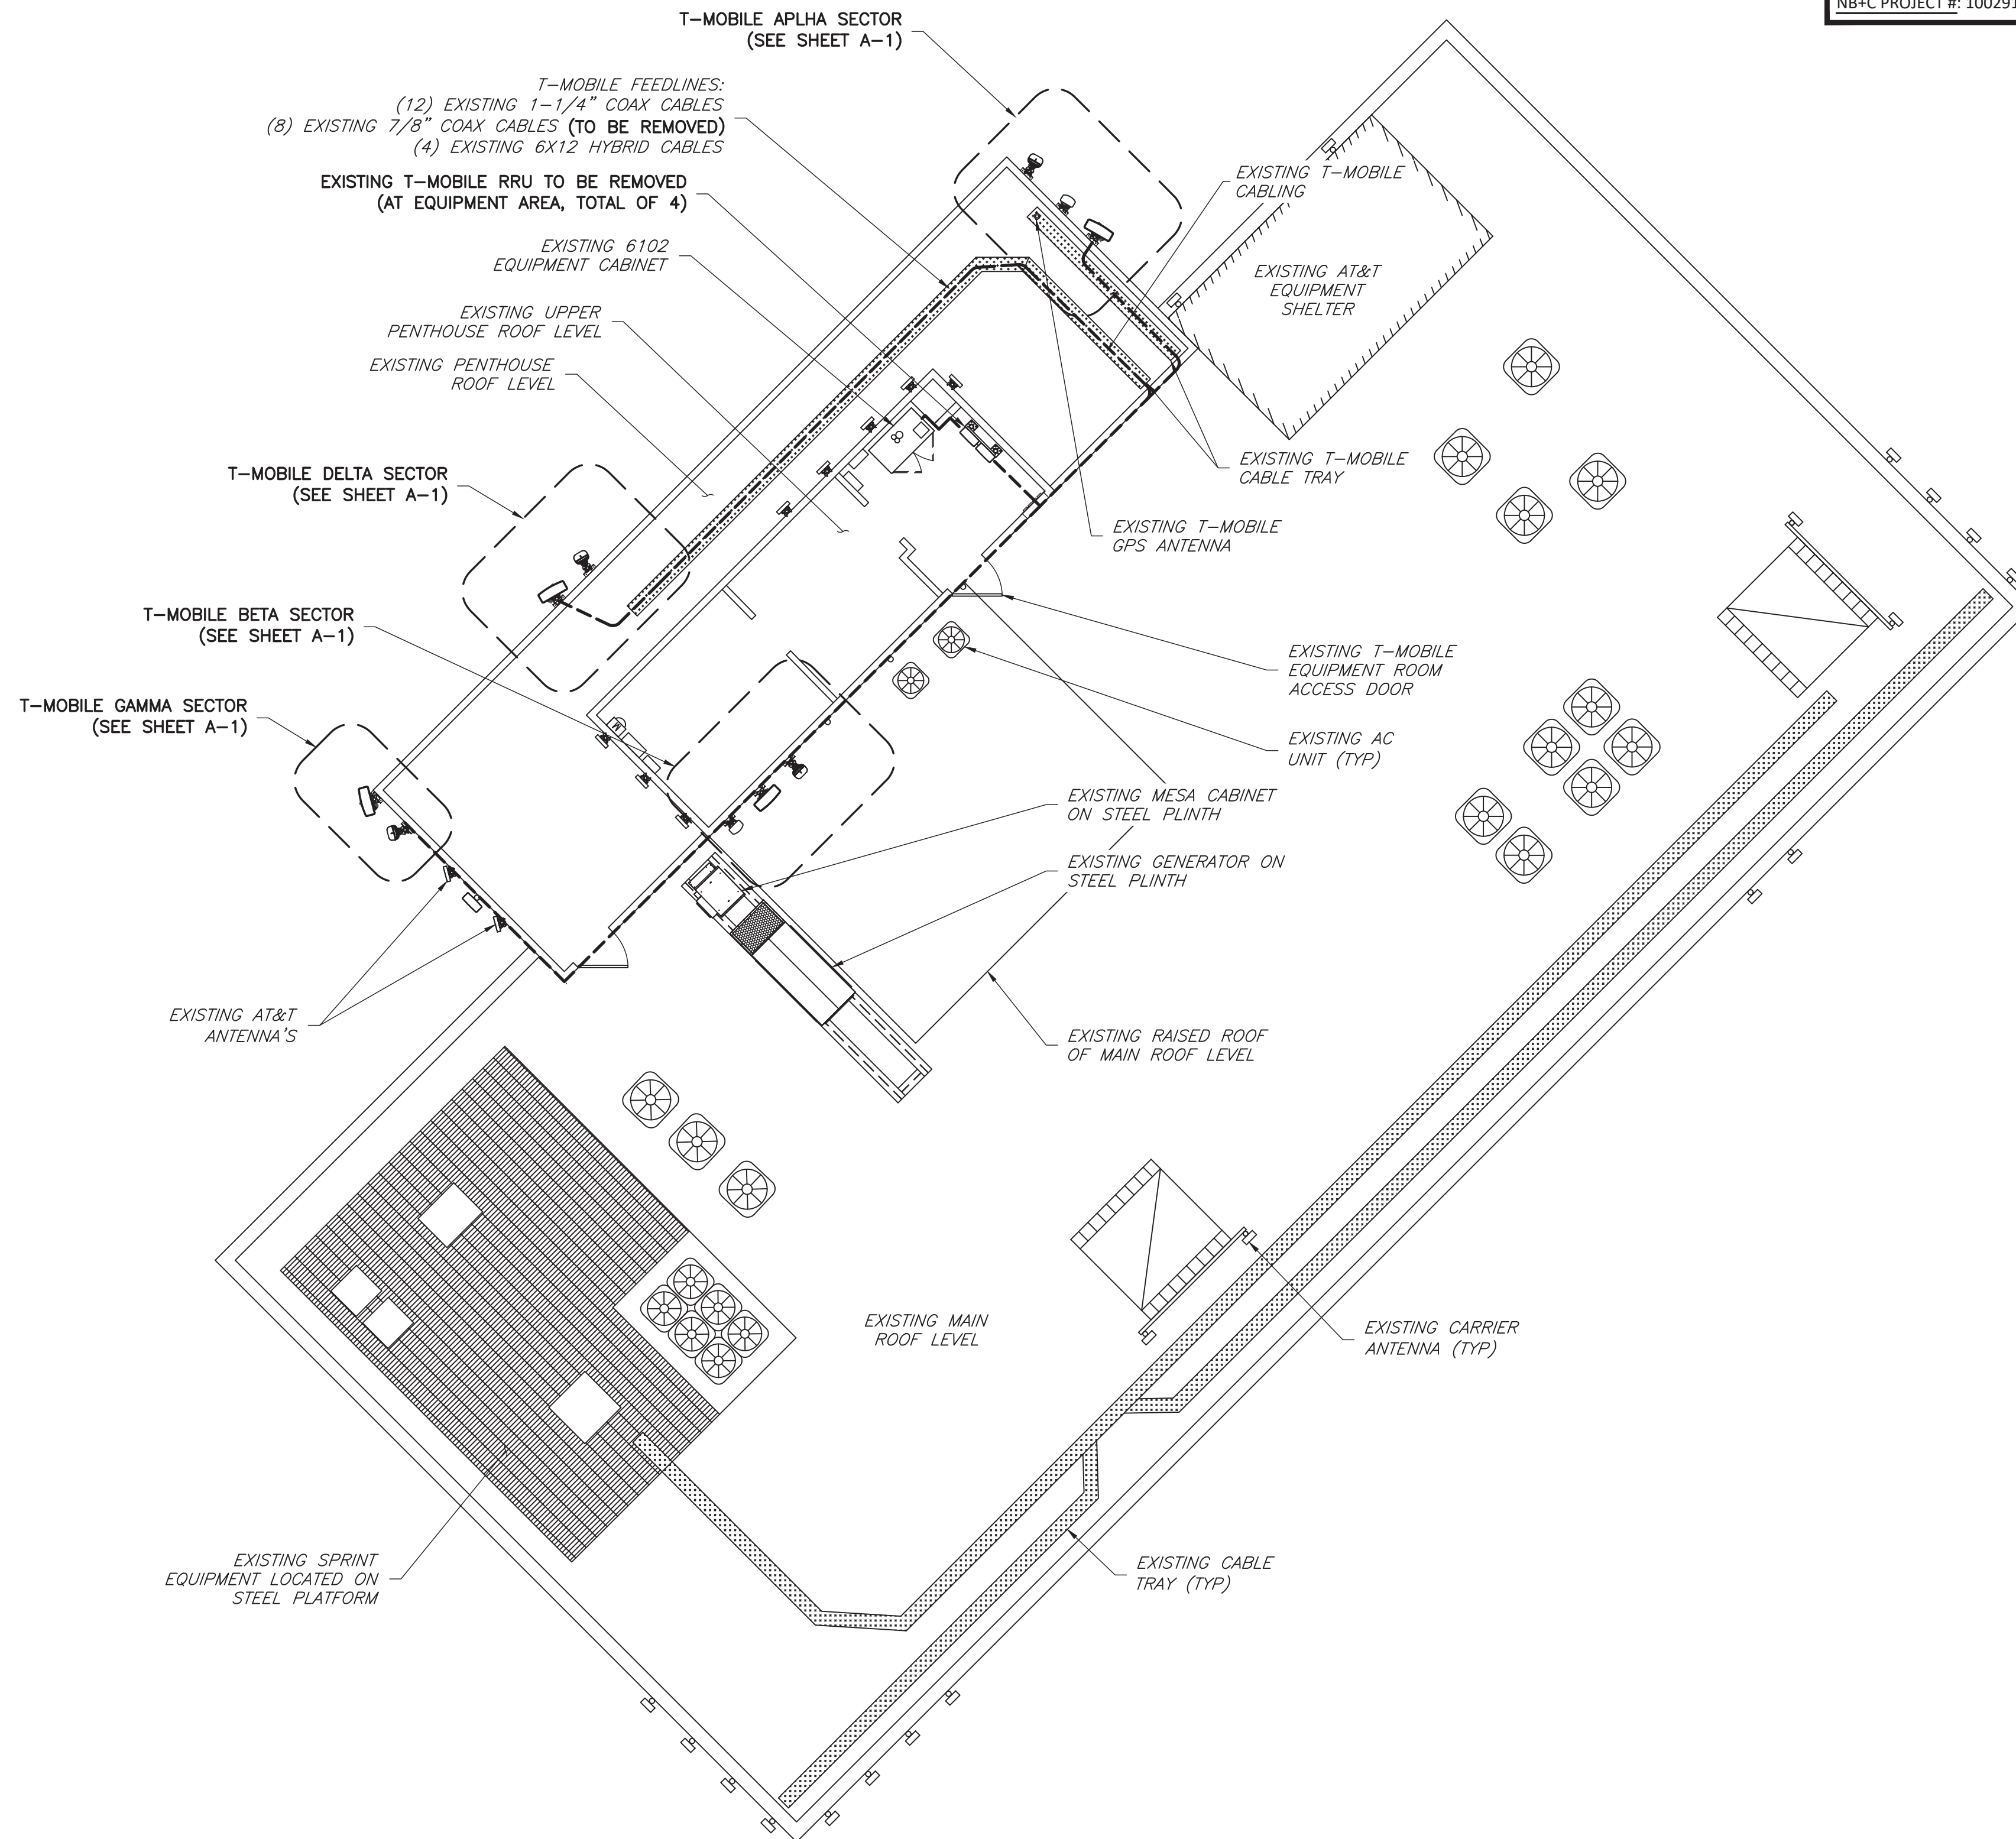 NB+C PROJECT #: 100291
T-MOBILE APLHA SECTOR
(SEE SHEET A-1)
T-MOBILE FEEDLINES:
(12) EXISTING 1-1/4" COAX CABLES
(8) EXISTING 7/8" COAX CABLES (TO BE REMOVED)
(4) EXISTING 6X12 HYBRID CABLES
EXISTING T-MOBILE RRU TO BE REMOVED
(AT EQUIPMENT AREA, TOTAL OF 4)
EXISTING 6102
EQUIPMENT CABINET
EXISTING UPPER
PENTHOUSE ROOF LEVEL
EXISTING PENTHOUSE
ROOF LEVEL
T-MOBILE DELTA SECTOR
(SEE SHEET A-1)
T-MOBILE BETA SECTOR
(SEE SHEET A-1)
T-MOBILE GAMMA SECTOR
(SEE SHEET A-1)
EXISTING AT&T
ANTENNA'S
EXISTING SPRINT
EQUIPMENT LOCATED ON
STEEL PLATFORM
M
EXISTING T-MOBILE
CABLING
EXISTING AT&T
EQUIPMENT
SHELTER
EXISTING T-MOBILE
CABLE TRAY
EXISTING T-MOBILE
GPS ANTENNA
EXISTING T-MOBILE
EQUIPMENT ROOM
ACCESS DOOR
EXISTING AC
UNIT (TYP)
EXISTING MESA CABINET
ON STEEL PLINTH
EXISTING GENERATOR ON
STEEL PLINTH
EXISTING RAISED ROOF
OF MAIN ROOF LEVEL
EXISTING MAIN
ROOF LEVEL
EXISTING CARRIER
ANTENNA (TYP)
EXISTING CABLE
TRAY (TYP)